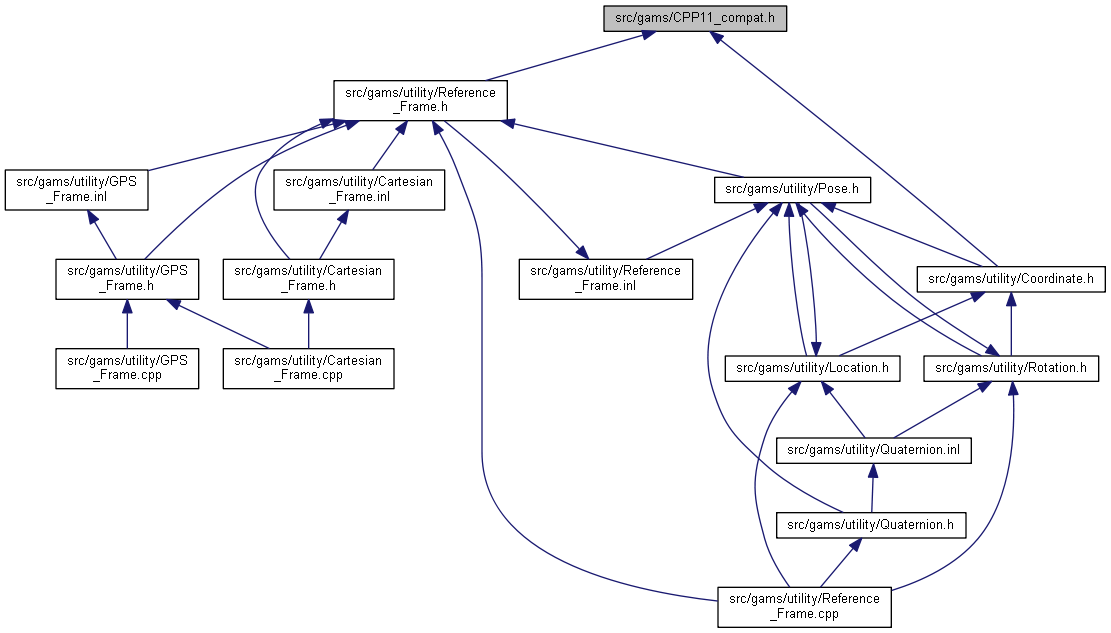 src/gams/CPP11_compat.h
src/gams/utility/Reference
_Frame.h
src/gams/utility/GPS
_Frame.inl
src/gams/utility/Cartesian
_Frame.inl
src/gams/utility/Pose.h
src/gams/utility/GPS
_Frame.h
src/gams/utility/Cartesian
_Frame.h
src/gams/utility/Reference
_Frame.inl
src/gams/utility/Coordinate.h
src/gams/utility/GPS
_Frame.cpp
src/gams/utility/Cartesian
_Frame.cpp
src/gams/utility/Location.h
src/gams/utility/Rotation.h
src/gams/utility/Quaternion.inl
src/gams/utility/Quaternion.h
src/gams/utility/Reference
_Frame.cpp